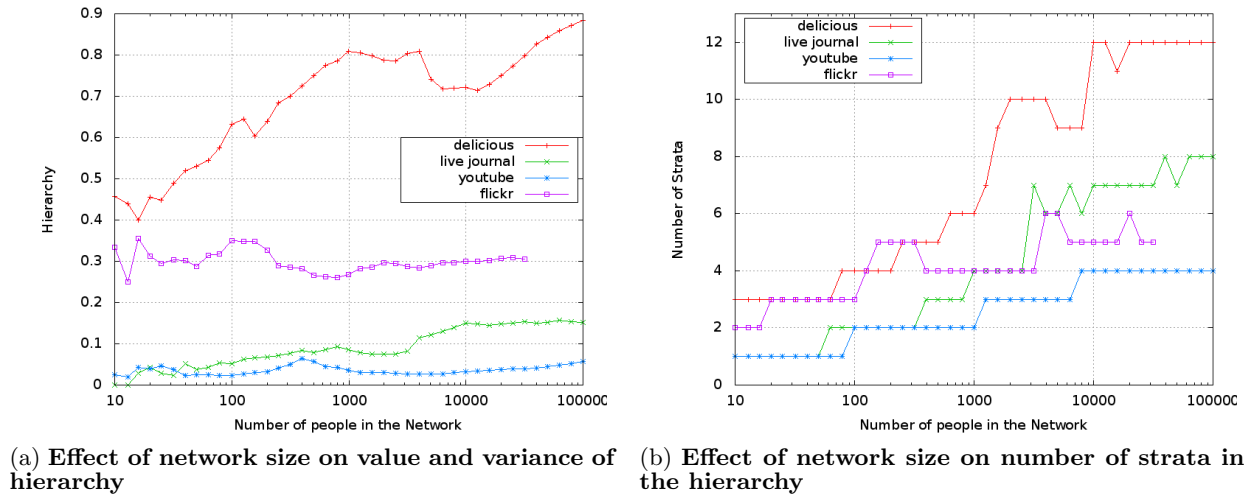 0.9
0.8
0.7
0.6
0.5
0.4
0.3
0.2
0.1
0
Hierarchy
delicious
live journal
youtube
flickr
10
100
1000
10000
100000
Number of people in the Network
12
10
8
6
4
2
0
Number of Strata
delicious
live journal
youtube
flickr
10
100
1000
10000
100000
Number of people in the Network
(a) Effect of network size on value and variance of
hierarchy
(b) Effect of network size on number of strata in
the hierarchy